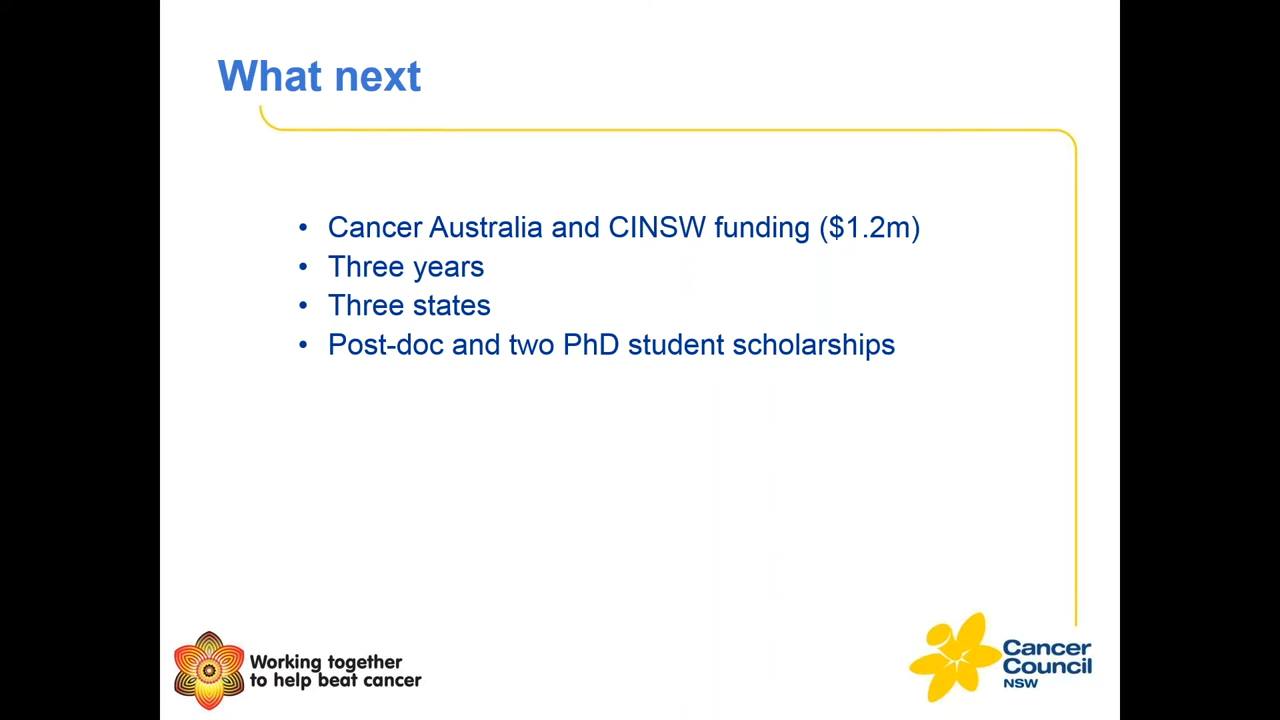 What next
• Cancer Australia and CINSW funding ($1.2m)
• Three years
• Three states
• Post-doc and two PhD student scholarships
Working together
to help beat cancer
Cancer
Council
NSW